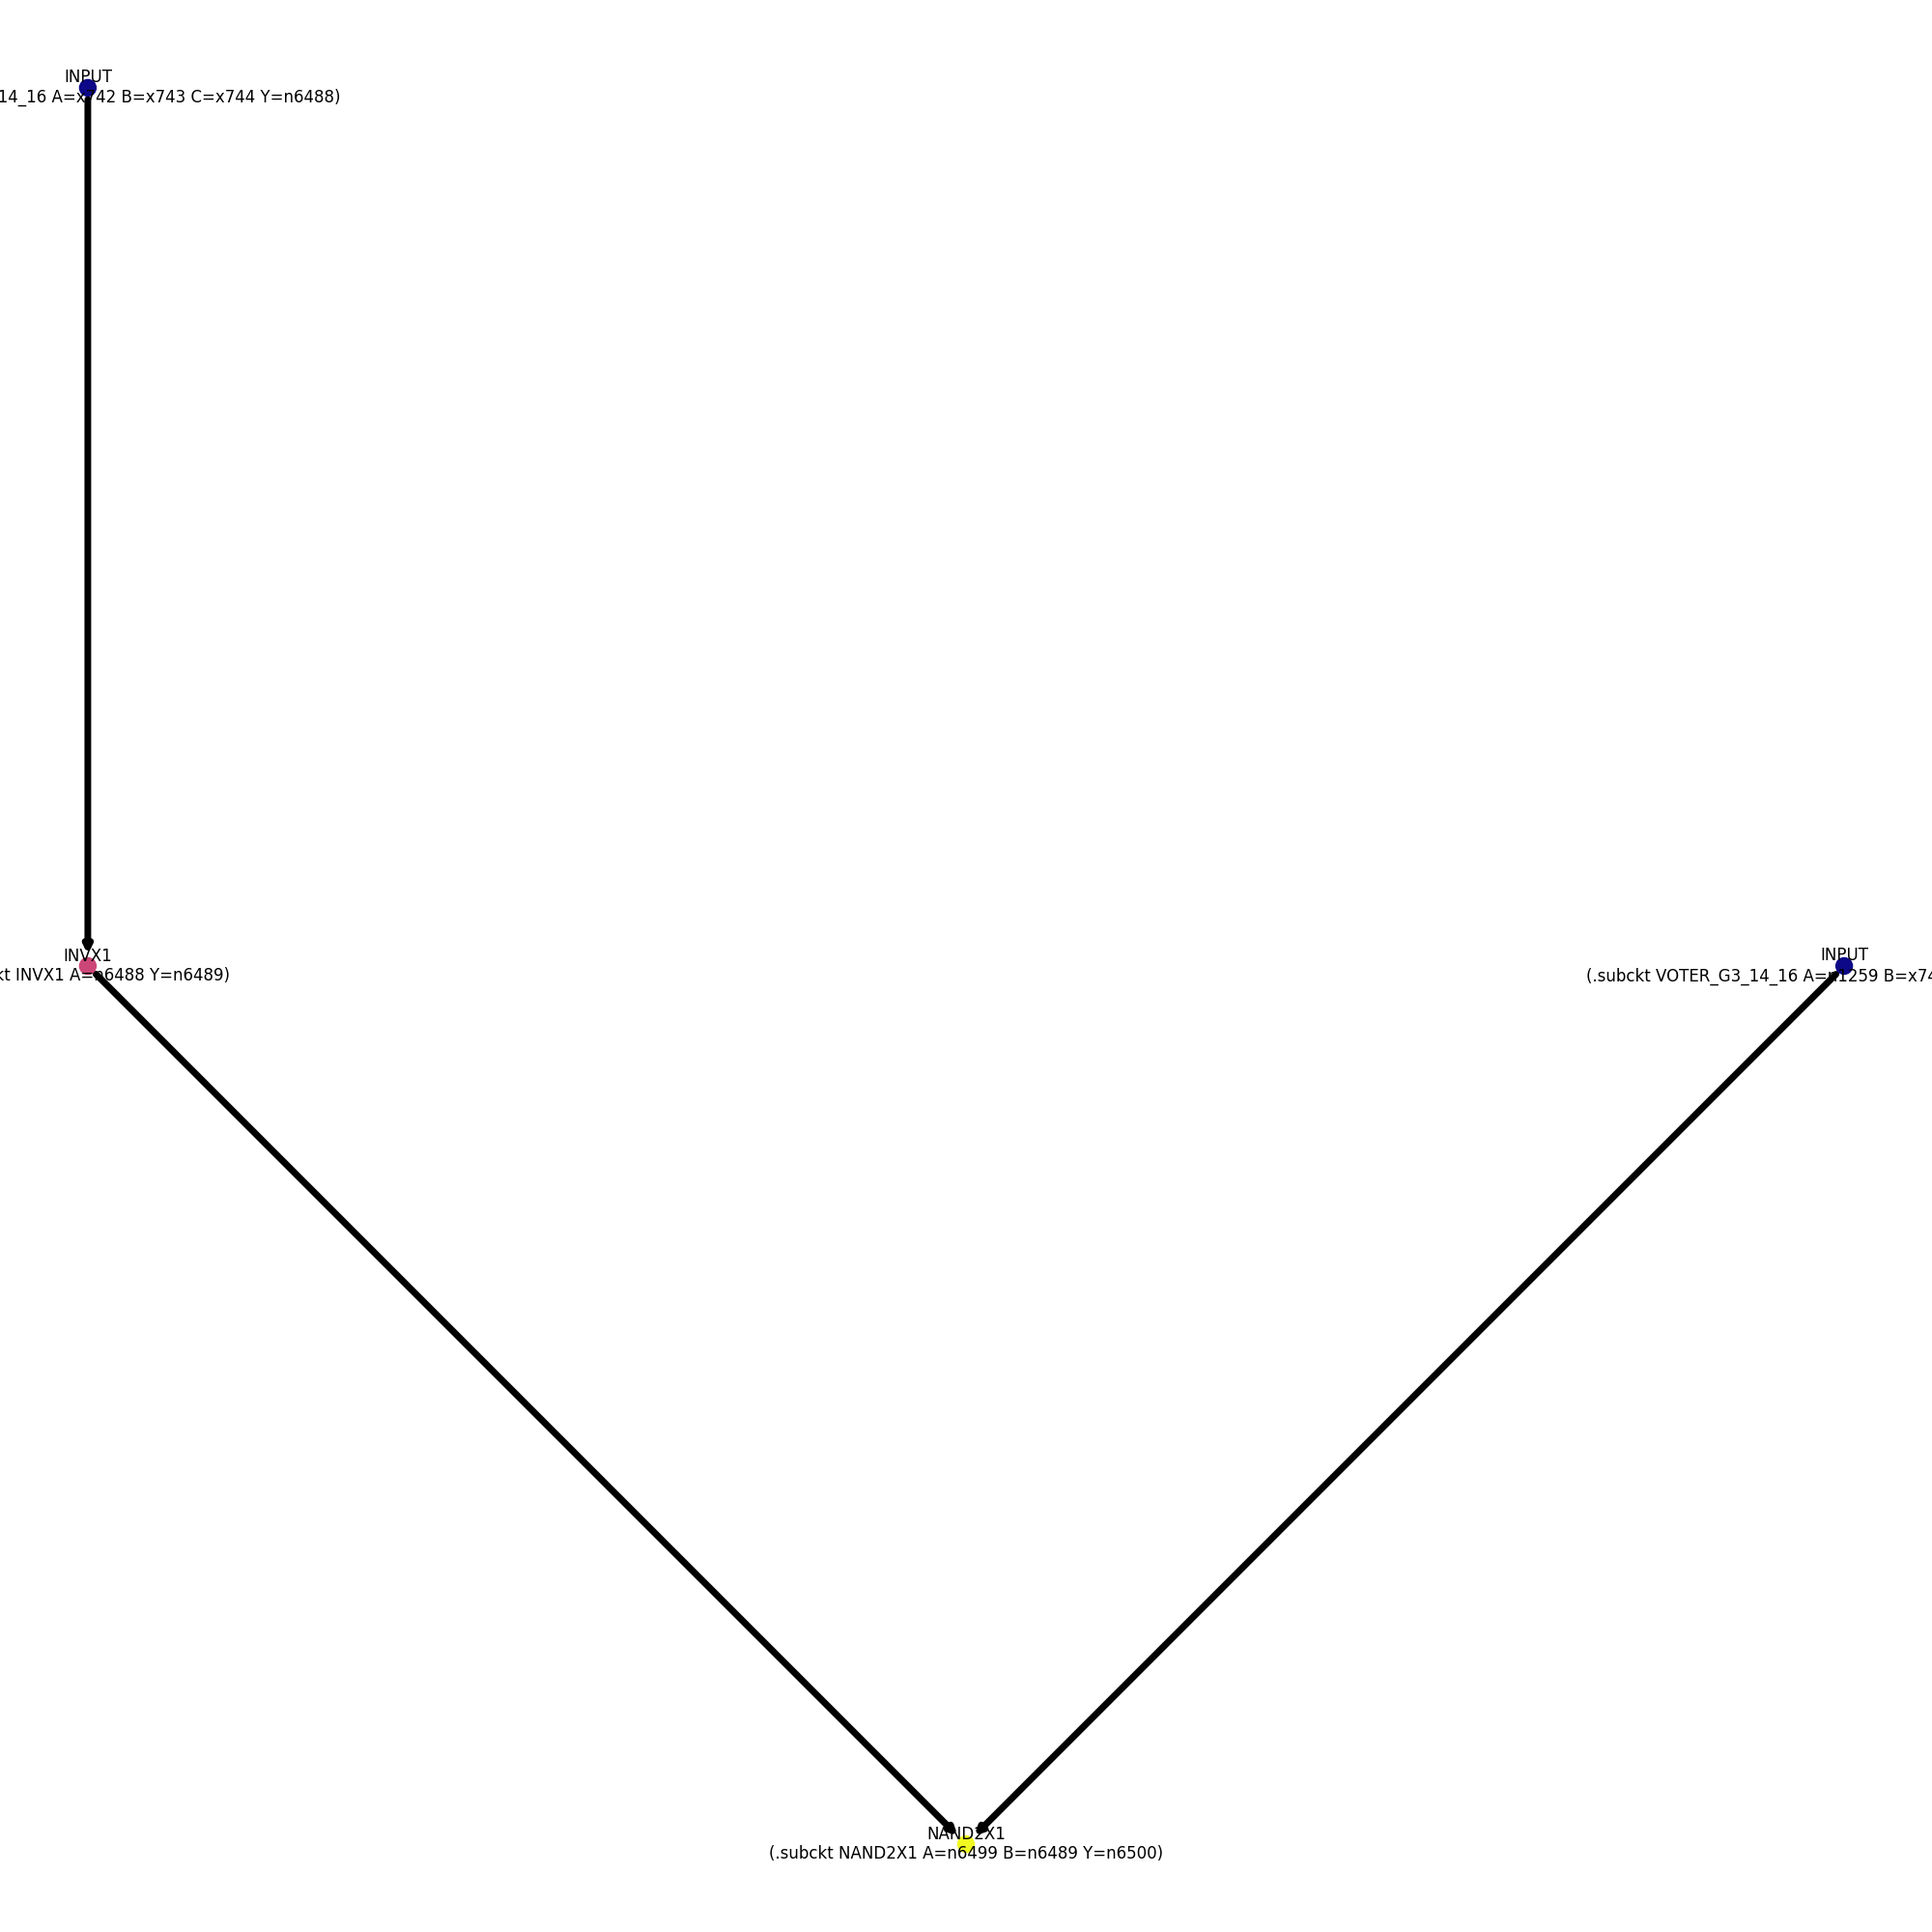 INPUT
14_16 A=x742 B=x743 C=x744 Y=n6488)
INVX1
kt INVX1 A=n6488 Y=n6489)
INPUT
(.subckt VOTER_G3_14_16 A=n1259 B=x74
NAND2X1
(.subckt NAND2X1 A=n6499 B=n6489 Y=n6500)